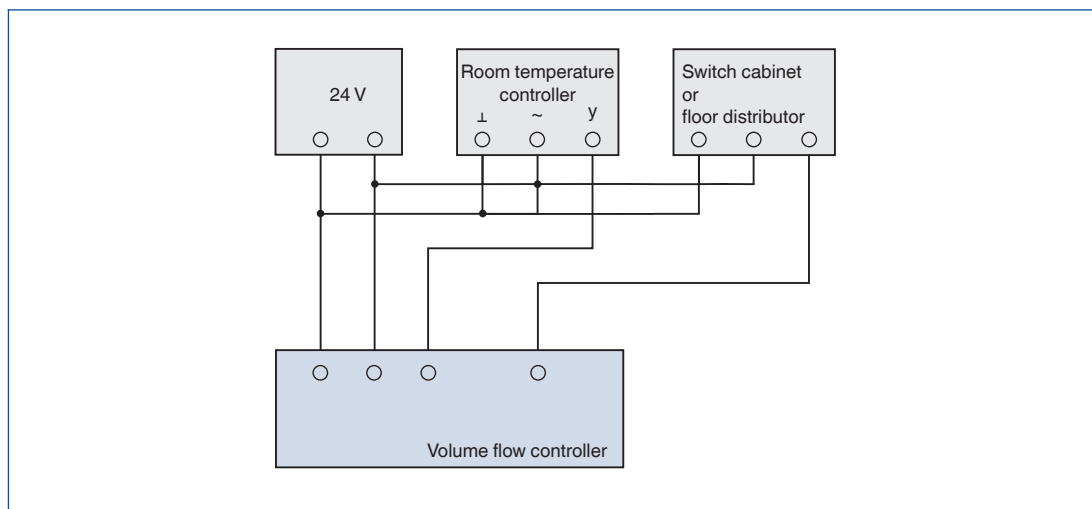 24 V
Room temperature
controller
⊥ ~ y
Switch cabinet
or
floor distributor
Volume flow controller